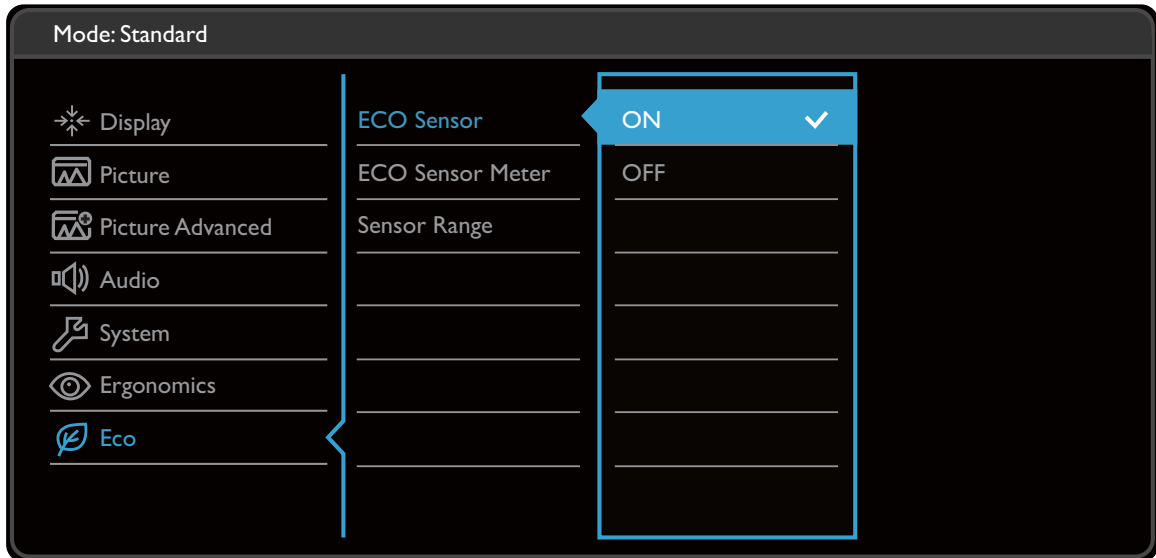 Mode: Standard
Display
Picture
Picture Advanced
Audio
System
Ergonomics
Eco
ECO Sensor
ECO Sensor Meter
Sensor Range
ON
OFF